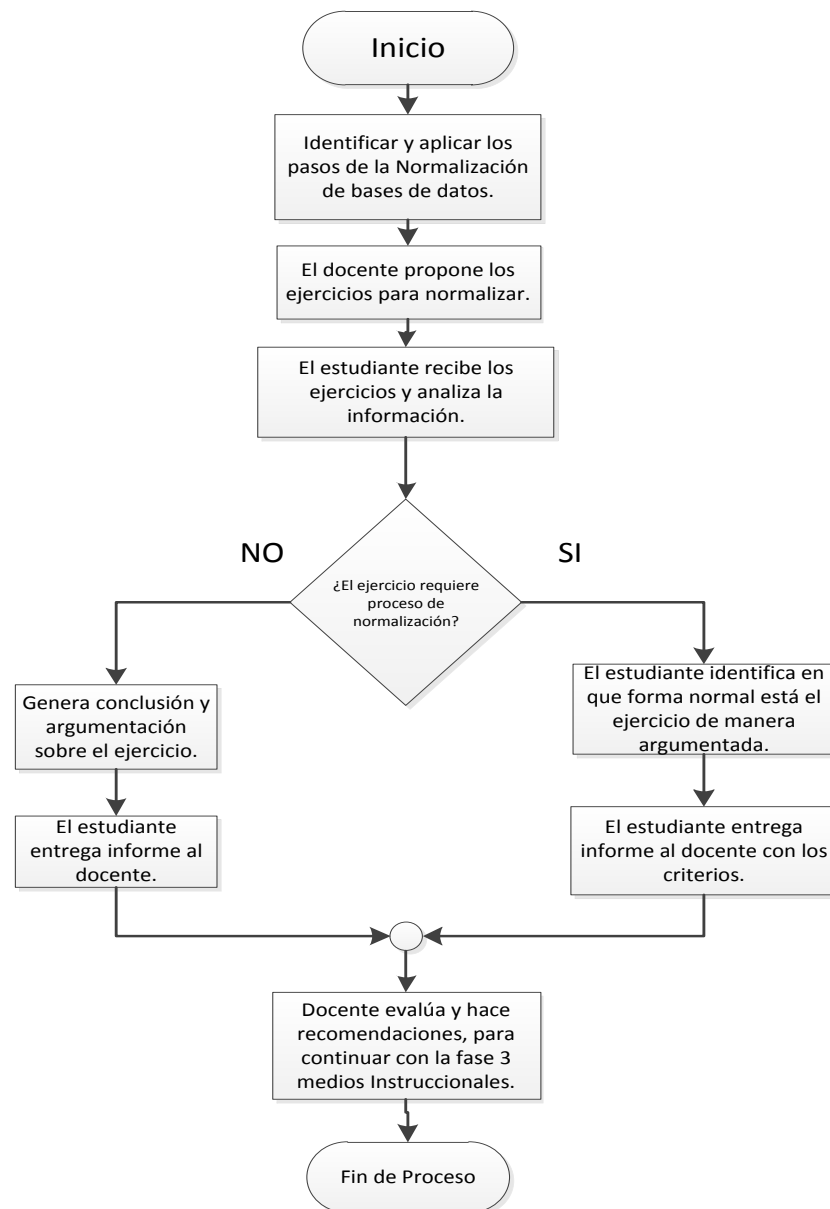 Inicio
Identificar y aplicar los
pasos de la Normalización
de bases de datos.
El docente propone los
ejercicios para normalizar.
El estudiante recibe los
ejercicios y analiza la
información.
NO
SI
¿El ejercicio requiere
proceso de
normalización?
Genera conclusión y
argumentación
sobre el ejercicio.
El estudiante
entrega informe al
docente.
El estudiante identifica en
que forma normal está el
ejercicio de manera
argumentada.
El estudiante entrega
informe al docente con los
criterios.
Docente evalúa y hace
recomendaciones, para
continuar con la fase 3
medios Instruccionales.
Fin de Proceso